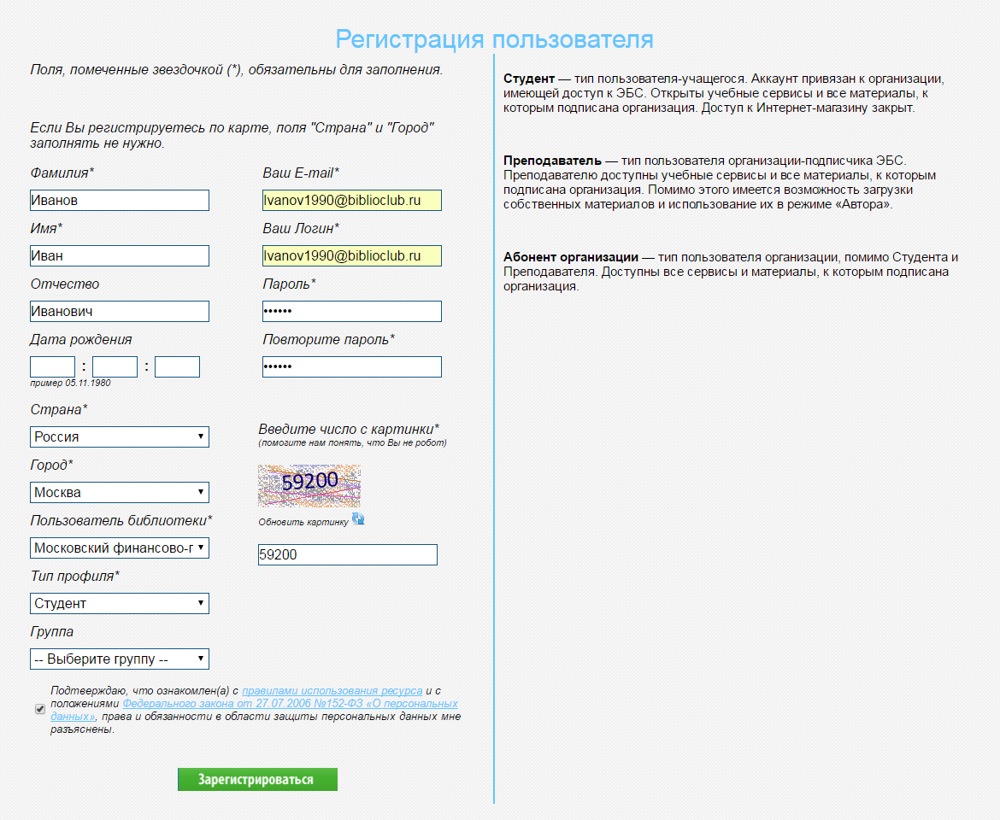 Регистрация пользователя
Поля, помеченные звездочкой (*), обязательны для заполнения.
Если Вы регистрируетесь по карте, поля "Страна" и "Город"
заполнять не нужно.
Фамилия*
Иванов
Имя*
Иван
Отчество
Иванович
Дата рождения
: :
пример 05.11.1980
Страна*
Россия
Город*
Москва
Пользователь библиотеки*
Московский финансово-г
Тип профиля*
Студент
Группа
-- Выберите группу --
Ваш E-mail*
Ivanov1990@biblioclub.ru
Ваш Логин*
Ivanov1990@biblioclub.ru
Пароль*
••••••
Повторите пароль*
••••••
Введите число с картинки*
(помогите нам понять, что Вы не робот)
59200
Обновить картинку
59200
Подтверждаю, что ознакомлен(а) с правилами использования ресурса и с
положениями Федерального закона от 27.07.2006 №152-ФЗ «О персональных
данных», права и обязанности в области защиты персональных данных мне
разъяснены.
Зарегистрироваться
Студент — тип пользователя-учащегося. Аккаунт привязан к организации,
имеющей доступ к ЭБС. Открыты учебные сервисы и все материалы, к
которым подписана организация. Доступ к Интернет-магазину закрыт.
Преподаватель — тип пользователя организации-подписчика ЭБС.
Преподавателю доступны учебные сервисы и все материалы, к которым
подписана организация. Помимо этого имеется возможность загрузки
собственных материалов и использование их в режиме «Автора».
Абонент организации — тип пользователя организации, помимо Студента и
Преподавателя. Доступны все сервисы и материалы, к которым подписана
организация.